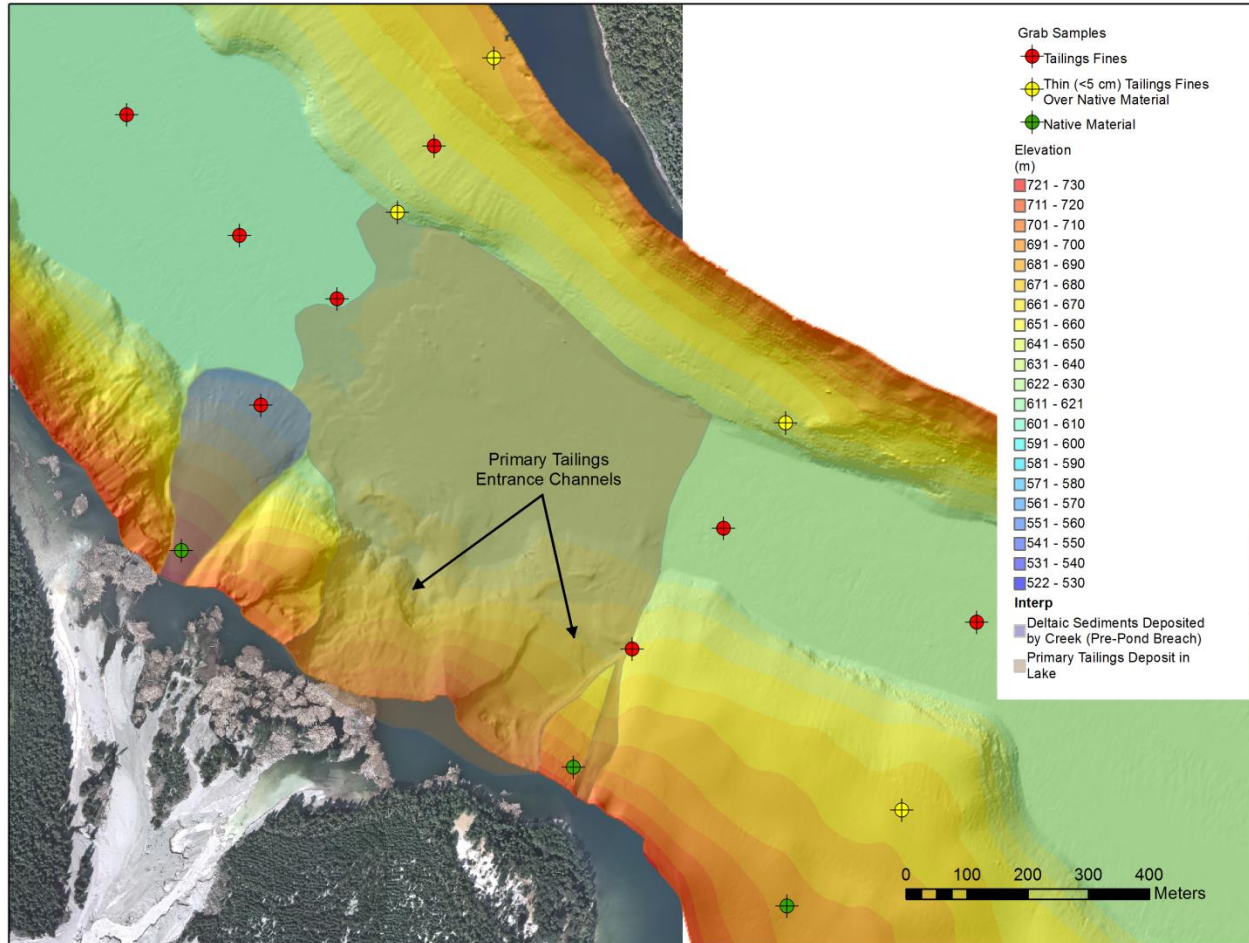 Grab Samples
Tailings Fines
Thin (<5 cm) Tailings Fines
Over Native Material
Native Material
Elevation
(m)
721 - 730
711 - 720
701 - 710
691 - 700
681 - 690
671 - 680
661 - 670
651 - 660
641 - 650
631 - 640
622 - 630
611 - 621
601 - 610
591 - 600
581 - 590
571 - 580
561 - 570
551 - 560
541 - 550
531 - 540
522 - 530
Interp
Deltaic Sediments Deposited
by Creek (Pre-Pond Breach)
Primary Tailings Deposit in
Lake
Primary Tailings
Entrance Channels
0 100 200 300 400
Meters